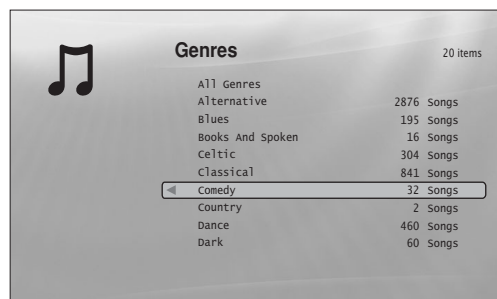 Genres 20 items
All Genres
Alternative 2876 Songs
Blues 195 Songs
Books And Spoken 16 Songs
Celtic 304 Songs
Classical 841 Songs
Comedy 32 Songs
Country 2 Songs
Dance 460 Songs
Dark 60 Songs